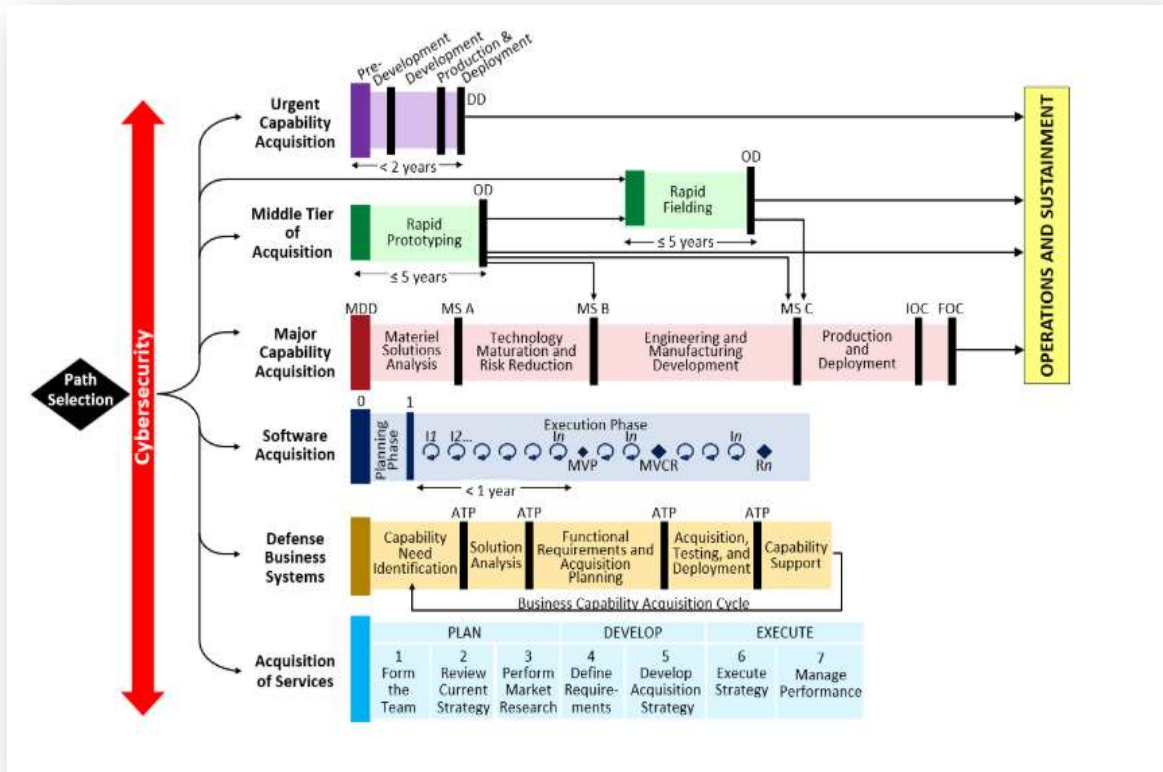 Pre-
Development
Development
Production &
Deployment
DD
Urgent
Capability
Acquisition
< 2 years
OD
Rapid
Fielding
≤ 5 years
OD
Middle Tier
of
Acquisition
Rapid
Prototyping
≤ 5 years
MDD
MS A
MS B
MS C
IOC
FOC
Major
Capability
Acquisition
Materiel
Solutions
Analysis
Technology
Maturation and
Risk Reduction
Engineering and
Manufacturing
Development
Production
and
Deployment
OPERATIONS AND SUSTAINMENT
Path
Selection
Cybersecurity
0
1
Software
Acquisition
Planning
Phase
Execution Phase
I1 I2... In In In
MVP MVCR Rn
< 1 year
ATP ATP ATP ATP
Defense
Business
Systems
Capability
Need
Identification
Solution
Analysis
Functional
Requirements and
Acquisition
Planning
Acquisition,
Testing, and
Deployment
Capability
Support
Business Capability Acquisition Cycle
Acquisition
of Services
PLAN DEVELOP EXECUTE
1
Form
the
Team
2
Review
Current
Strategy
3
Perform
Market
Research
4
Define
Require-
ments
5
Develop
Acquisition
Strategy
6
Execute
Strategy
7
Manage
Performance